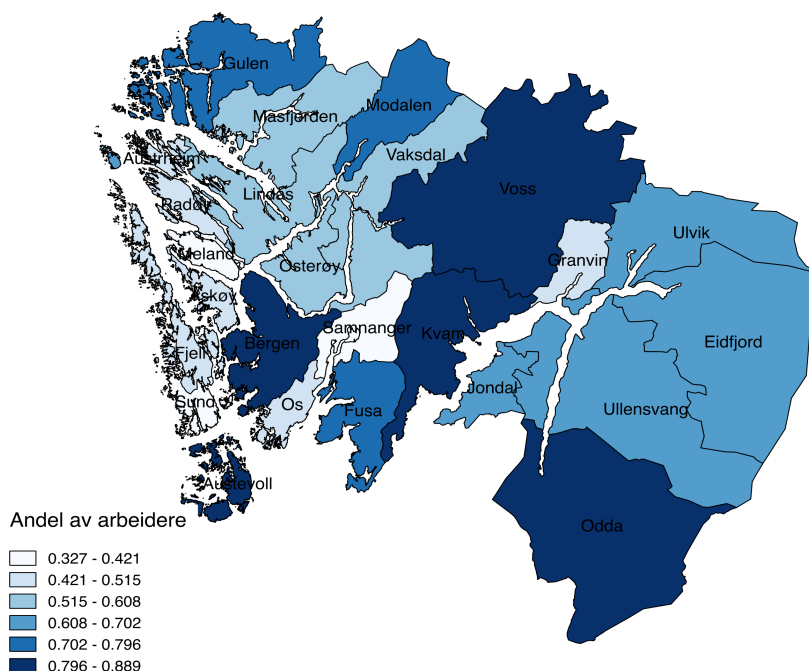 Gulen
Modalen
Masfjorden
Austrheim
Vaksdal
Voss
Lindås
Radøy
Ulvik
Meland
Granvin
Osterøy
Askøy
Samnanger
Kvam
Bergen
Eidfjord
Fjell
Jondal
Sund
Os
Fusa
Ullensvang
Austevoll
Andel av arbeidere
Odda
0.327 - 0.421
0.421 - 0.515
0.515 - 0.608
0.608 - 0.702
0.702 - 0.796
0.796 - 0.889